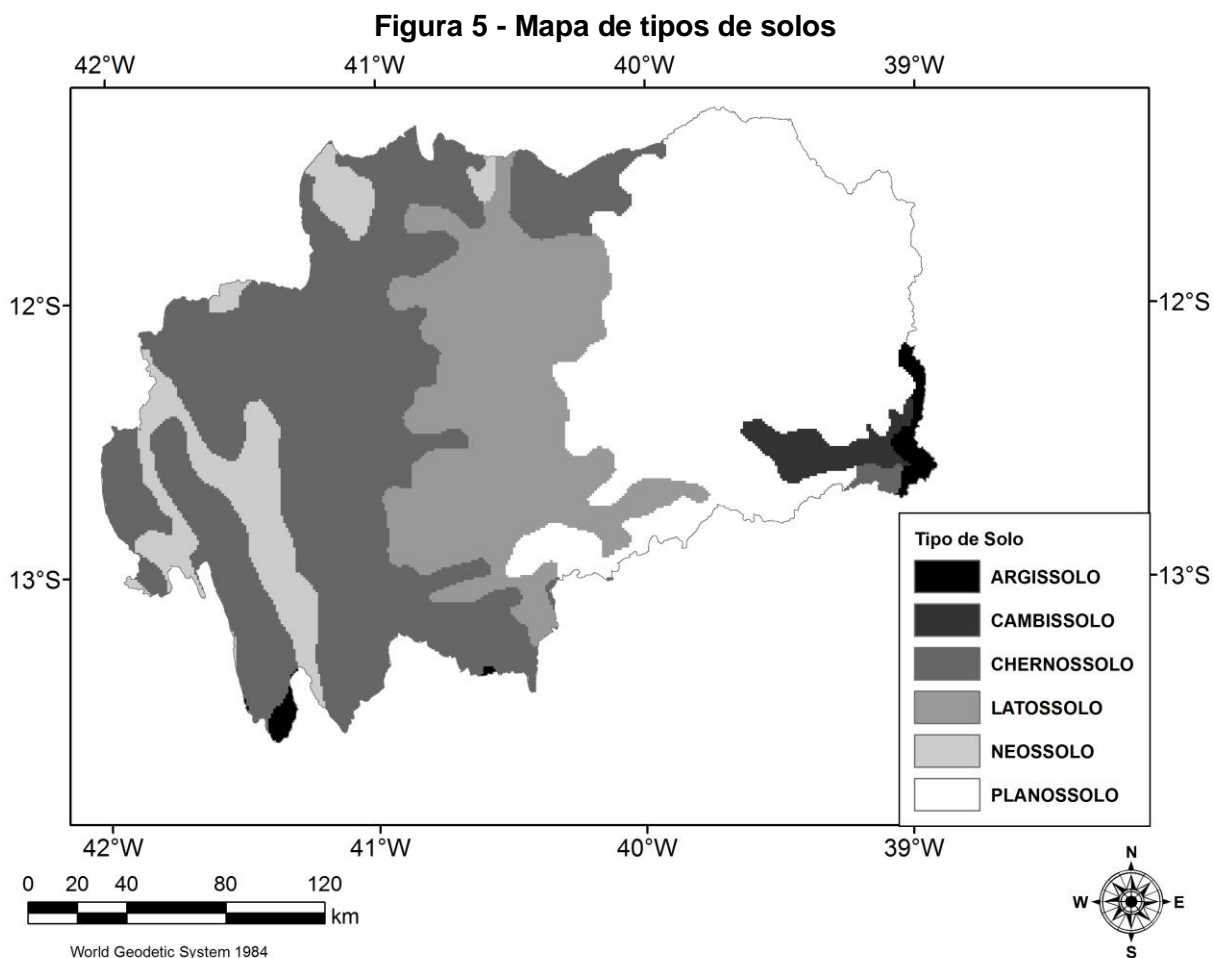 Figura 5 - Mapa de tipos de solos
42°W 41°W 40°W 39°W
12°S 12°S
13°S 13°S
Tipo de Solo
ARGISSOLO
CAMBISSOLO
CHERNOSSOLO
LATOSSOLO
NEOSSOLO
PLANOSSOLO
42°W 41°W 40°W 39°W
0 20 40 80 120
km
World Geodetic System 1984
N
W E
S